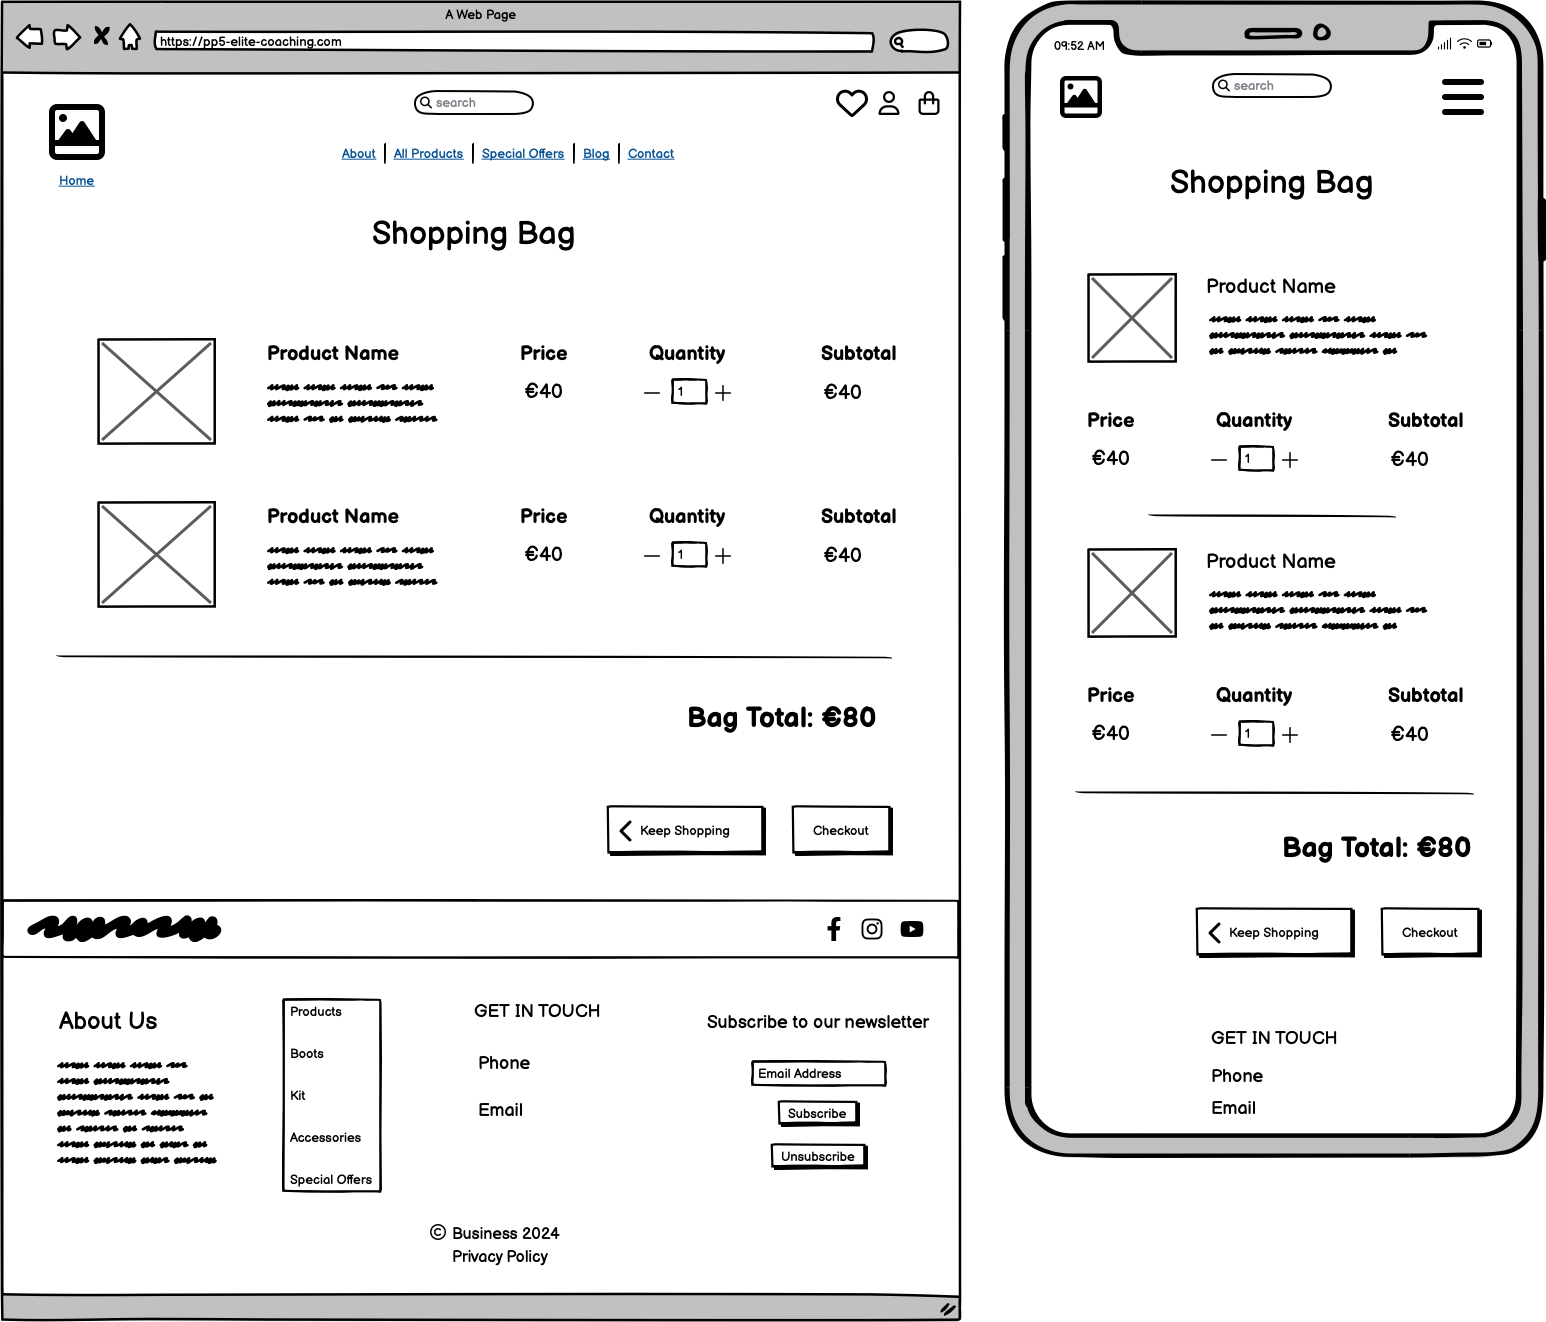 A Web Page
https://pp5-elite-coaching.com
search
About | All Products | Special Offers | Blog | Contact
Home
Shopping Bag
Product Name Price Quantity Subtotal
€40 — 1 + €40
Product Name Price Quantity Subtotal
€40 — 1 + €40
Bag Total: €80
Keep Shopping Checkout
About Us
Products
Boots
Kit
Accessories
Special Offers
GET IN TOUCH
Phone
Email
Subscribe to our newsletter
Email Address
Subscribe
Unsubscribe
© Business 2024
Privacy Policy
09:52 AM
search
Shopping Bag
Product Name
Price Quantity Subtotal
€40 — 1 + €40
Product Name
Price Quantity Subtotal
€40 — 1 + €40
Bag Total: €80
Keep Shopping Checkout
GET IN TOUCH
Phone
Email